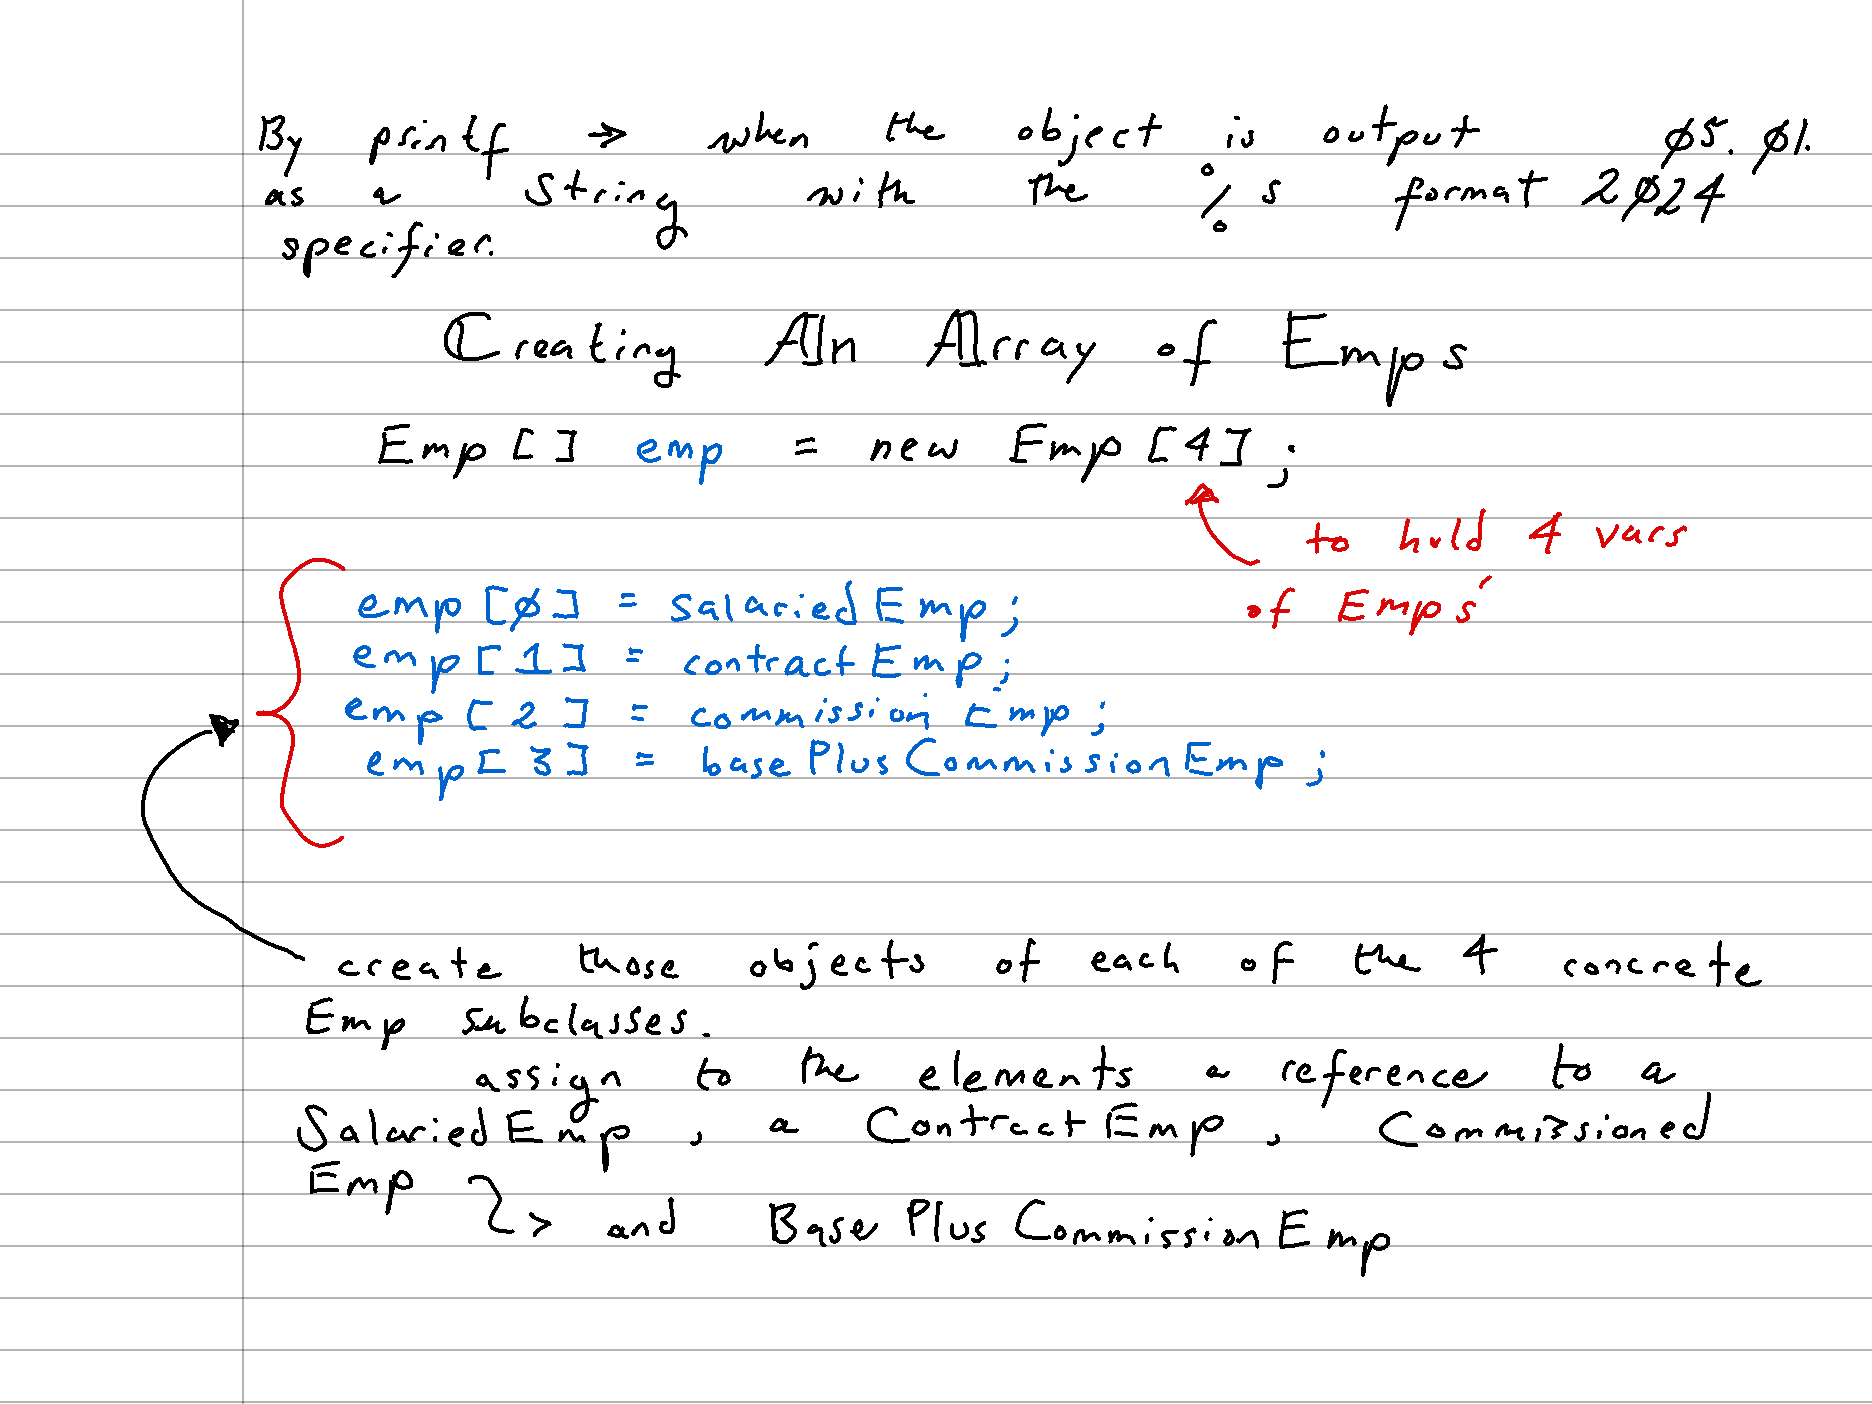 By printf → when the object is output 05.01.
as a String with the %s format 2024
specifier.
Creating An Array of Emps
Emp[] emp = new Emp[4];
to hold 4 vars
of Emps'
emp[0] = salariedEmp;
emp[1] = contractEmp;
emp[2] = commissionEmp;
emp[3] = basePlusCommissionEmp;
create those objects of each of the 4 concrete
Emp subclasses.
assign to the elements a reference to a
SalariedEmp, a ContractEmp, Commissioned
Emp
> and BasePlusCommissionEmp